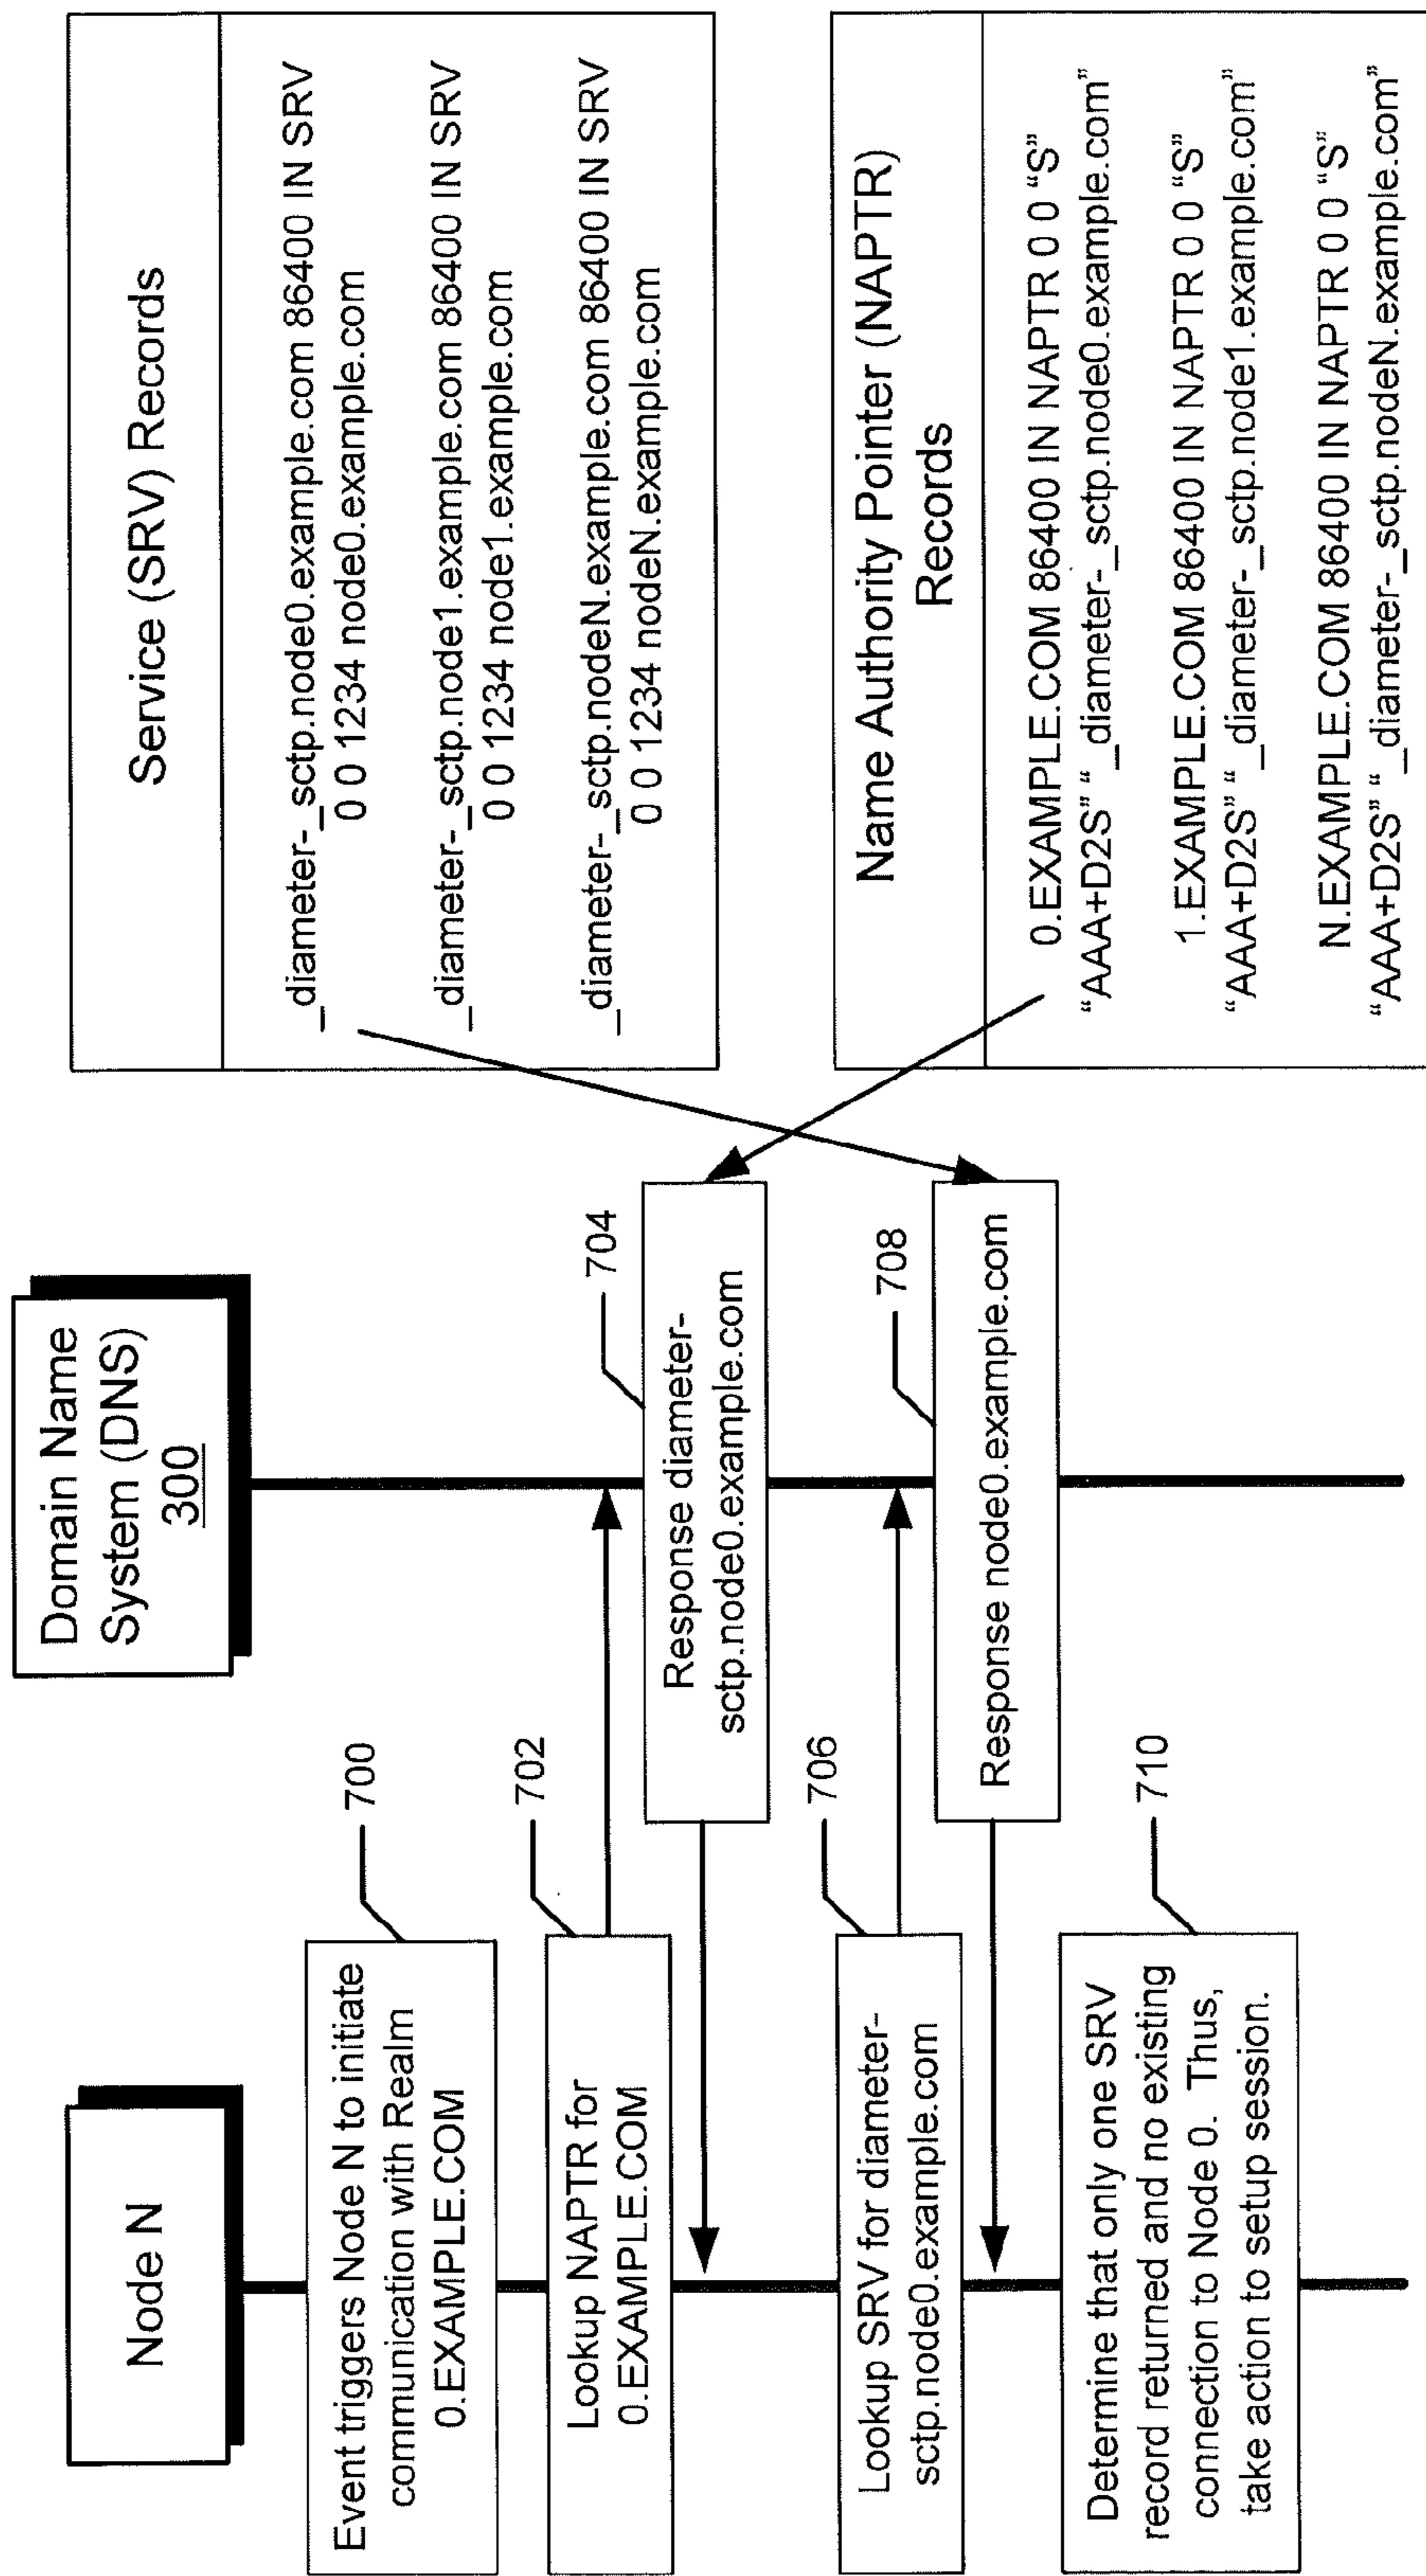 Node N
Domain Name
System (DNS)
300
Event triggers Node N to initiate
communication with Realm
0.EXAMPLE.COM
700
Lookup NAPTR for
0.EXAMPLE.COM
702
Response diameter-
sctp.node0.example.com
704
Lookup SRV for diameter-
sctp.node0.example.com
706
Response node0.example.com
708
Determine that only one SRV
record returned and no existing
connection to Node 0. Thus,
take action to setup session.
710
Service (SRV) Records
_diameter-_sctp.node0.example.com 86400 IN SRV
0 0 1234 node0.example.com
_diameter-_sctp.node1.example.com 86400 IN SRV
0 0 1234 node1.example.com
_diameter-_sctp.nodeN.example.com 86400 IN SRV
0 0 1234 nodeN.example.com
Name Authority Pointer (NAPTR)
Records
0.EXAMPLE.COM 86400 IN NAPTR 0 0 “S”
“AAA+D2S” “_diameter-_sctp.node0.example.com”
1.EXAMPLE.COM 86400 IN NAPTR 0 0 “S”
“AAA+D2S” “_diameter-_sctp.node1.example.com”
N.EXAMPLE.COM 86400 IN NAPTR 0 0 “S”
“AAA+D2S” “_diameter-_sctp.nodeN.example.com”